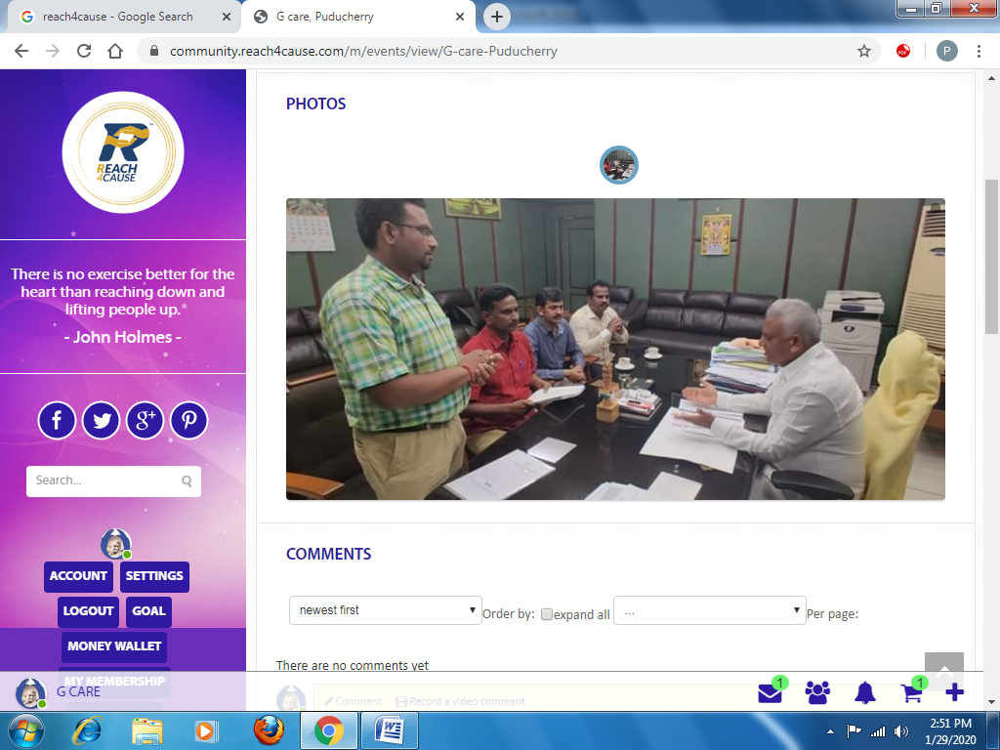 reach4cause - Google Search
G care, Puducherry
community.reach4cause.com/m/events/view/G-care-Puducherry
PDF
P
R
REACH
4CAUSE
There is no exercise better for the
heart than reaching down and
lifting people up.
- John Holmes -
Search...
ACCOUNT
SETTINGS
LOGOUT
GOAL
MONEY WALLET
MY MEMBERSHIP
PHOTOS
COMMENTS
newest first
Order by:
expand all
...
Per page:
There are no comments yet
Comment
Record a video comment
G CARE
1
1
2:51 PM
1/29/2020